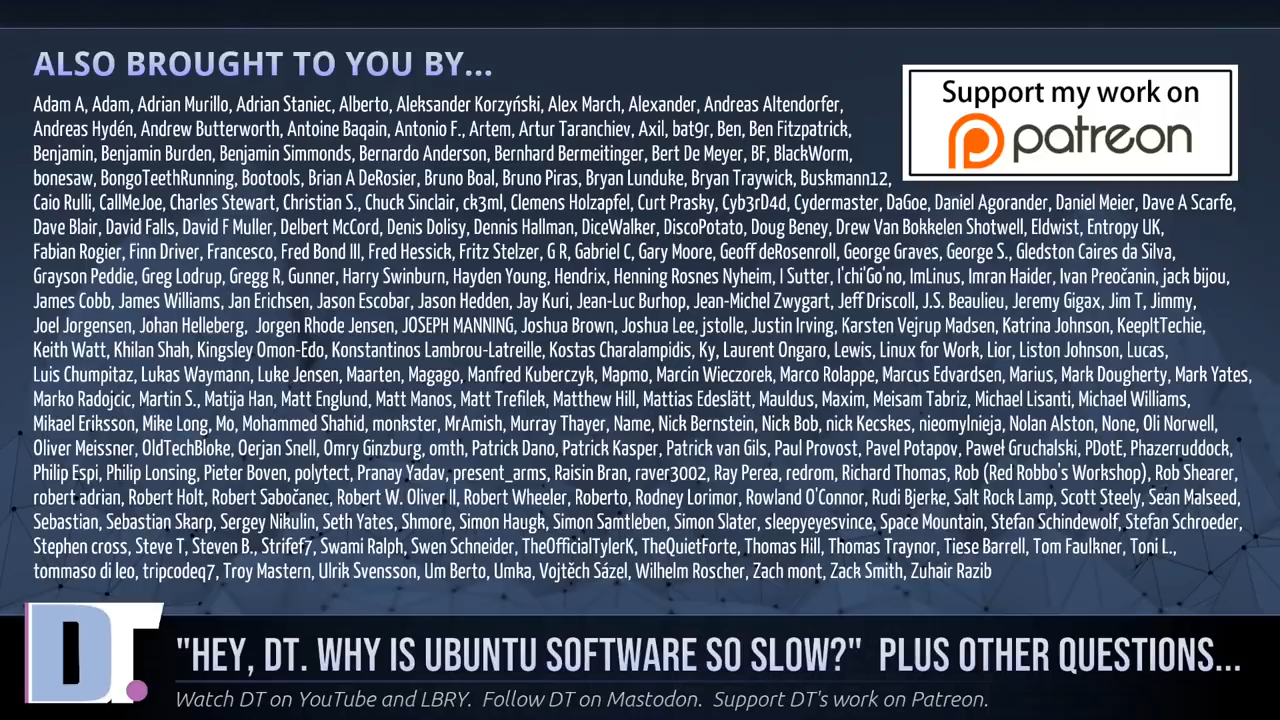 ALSO BROUGHT TO YOU BY...
Support my work on
patreon
Adam A, Adam, Adrian Murillo, Adrian Staniec, Alberto, Aleksander Korzyński, Alex March, Alexander, Andreas Altendorfer,
Andreas Hydén, Andrew Butterworth, Antoine Baqain, Antonio F., Artem, Artur Taranchiev, Axil, bat9r, Ben, Ben Fitzpatrick,
Benjamin, Benjamin Burden, Benjamin Simmonds, Bernardo Anderson, Bernhard Bermeitinger, Bert De Meyer, BF, BlackWorm,
bonesaw, BongoTeethRunning, Bootools, Brian A DeRosier, Bruno Boal, Bruno Piras, Bryan Lunduke, Bryan Traywick, Buskmann12,
Caio Rulli, CallMeJoe, Charles Stewart, Christian S., Chuck Sinclair, ck3ml, Clemens Holzapfel, Curt Prasky, Cyb3rD4d, Cydermaster, DaGoe, Daniel Agorander, Daniel Meier, Dave A Scarfe,
Dave Blair, David Falls, David F Muller, Delbert McCord, Denis Dolisy, Dennis Hallman, DiceWalker, DiscoPotato, Doug Beney, Drew Van Bokkelen Shotwell, Eldwist, Entropy UK,
Fabian Rogier, Finn Driver, Francesco, Fred Bond III, Fred Hessick, Fritz Stelzer, G R, Gabriel C, Gary Moore, Geoff deRosenroll, George Graves, George S., Gledston Caires da Silva,
Grayson Peddie, Greg Lodrup, Gregg R, Gunner, Harry Swinburn, Hayden Young, Hendrix, Henning Rosnes Nyheim, I Sutter, I'chi'Go'no, ImLinus, Imran Haider, Ivan Preočanin, jack bijou,
James Cobb, James Williams, Jan Erichsen, Jason Escobar, Jason Hedden, Jay Kuri, Jean-Luc Burhop, Jean-Michel Zwygart, Jeff Driscoll, J.S. Beaulieu, Jeremy Gigax, Jim T, Jimmy,
Joel Jorgensen, Johan Helleberg, Jorgen Rhode Jensen, JOSEPH MANNING, Joshua Brown, Joshua Lee, jstolle, Justin Irving, Karsten Vejrup Madsen, Katrina Johnson, KeepItTechie,
Keith Watt, Khilan Shah, Kingsley Omon-Edo, Konstantinos Lambrou-Latreille, Kostas Charalampidis, Ky, Laurent Ongaro, Lewis, Linux for Work, Lior, Liston Johnson, Lucas,
Luis Chumpitaz, Lukas Waymann, Luke Jensen, Maarten, Magago, Manfred Kuberczyk, Mapmo, Marcin Wieczorek, Marco Rolappe, Marcus Edvardsen, Marius, Mark Dougherty, Mark Yates,
Marko Radojcic, Martin S., Matija Han, Matt Englund, Matt Manos, Matt Trefilek, Matthew Hill, Mattias Edeslätt, Mauldus, Maxim, Meisam Tabriz, Michael Lisanti, Michael Williams,
Mikael Eriksson, Mike Long, Mo, Mohammed Shahid, monkster, MrAmish, Murray Thayer, Name, Nick Bernstein, Nick Bob, nick Kecskes, nieomylnieja, Nolan Alston, None, Oli Norwell,
Oliver Meissner, OldTechBloke, Oerjan Snell, Omry Ginzburg, omth, Patrick Dano, Patrick Kasper, Patrick van Gils, Paul Provost, Pavel Potapov, Paweł Gruchalski, PDotE, Phazerruddock,
Philip Espi, Philip Lonsing, Pieter Boven, polytect, Pranay Yadav, present_arms, Raisin Bran, raver3002, Ray Perea, redrom, Richard Thomas, Rob (Red Robbo's Workshop), Rob Shearer,
robert adrian, Robert Holt, Robert Sabočanec, Robert W. Oliver II, Robert Wheeler, Roberto, Rodney Lorimor, Rowland O'Connor, Rudi Bjerke, Salt Rock Lamp, Scott Steely, Sean Malseed,
Sebastian, Sebastian Skarp, Sergey Nikulin, Seth Yates, Shmore, Simon Haugk, Simon Samtleben, Simon Slater, sleepyeyesvince, Space Mountain, Stefan Schindewolf, Stefan Schroeder,
Stephen cross, Steve T, Steven B., Strifef7, Swami Ralph, Swen Schneider, TheOfficialTylerK, TheQuietForte, Thomas Hill, Thomas Traynor, Tiese Barrell, Tom Faulkner, Toni L.,
tommaso di leo, tripcodeq7, Troy Mastern, Ulrik Svensson, Um Berto, Umka, Vojtěch Sázel, Wilhelm Roscher, Zach mont, Zack Smith, Zuhair Razib
DT.
"HEY, DT. WHY IS UBUNTU SOFTWARE SO SLOW?" PLUS OTHER QUESTIONS...
Watch DT on YouTube and LBRY. Follow DT on Mastodon. Support DT's work on Patreon.